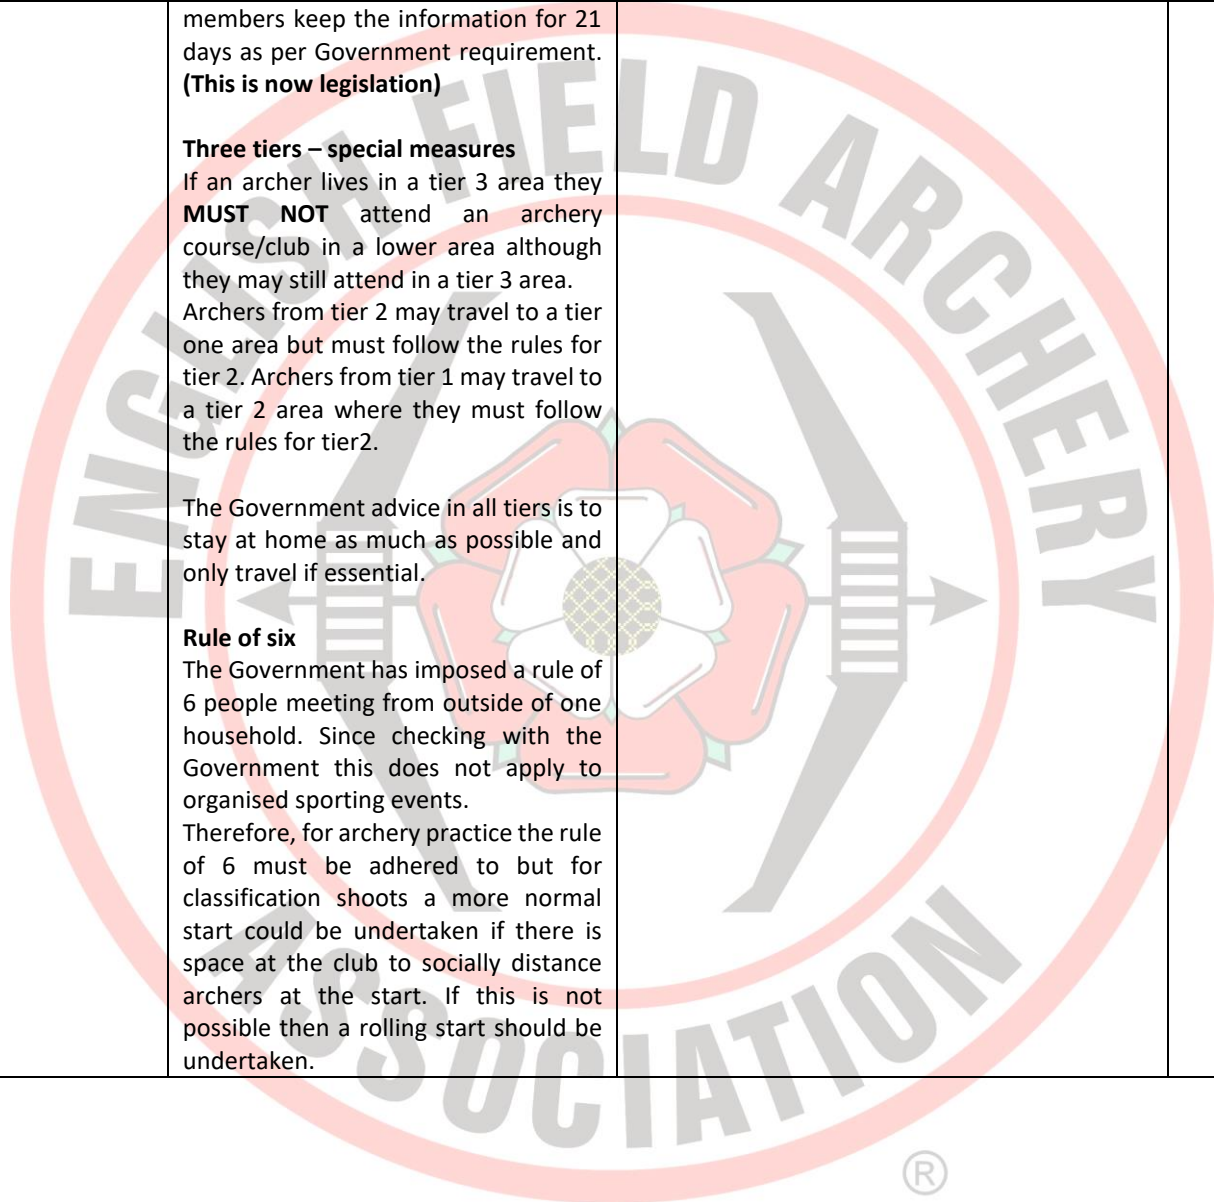 members keep the information for 21
days as per Government requirement.
(This is now legislation)
Three tiers – special measures
If an archer lives in a tier 3 area they
MUST NOT attend an archery
course/club in a lower area although
they may still attend in a tier 3 area.
Archers from tier 2 may travel to a tier
one area but must follow the rules for
tier 2. Archers from tier 1 may travel to
a tier 2 area where they must follow
the rules for tier2.
The Government advice in all tiers is to
stay at home as much as possible and
only travel if essential.
Rule of six
The Government has imposed a rule of
6 people meeting from outside of one
household. Since checking with the
Government this does not apply to
organised sporting events.
Therefore, for archery practice the rule
of 6 must be adhered to but for
classification shoots a more normal
start could be undertaken if there is
space at the club to socially distance
archers at the start. If this is not
possible then a rolling start should be
undertaken.
ENGLISH FIELD ARCHERY
ASSOCIATION
®